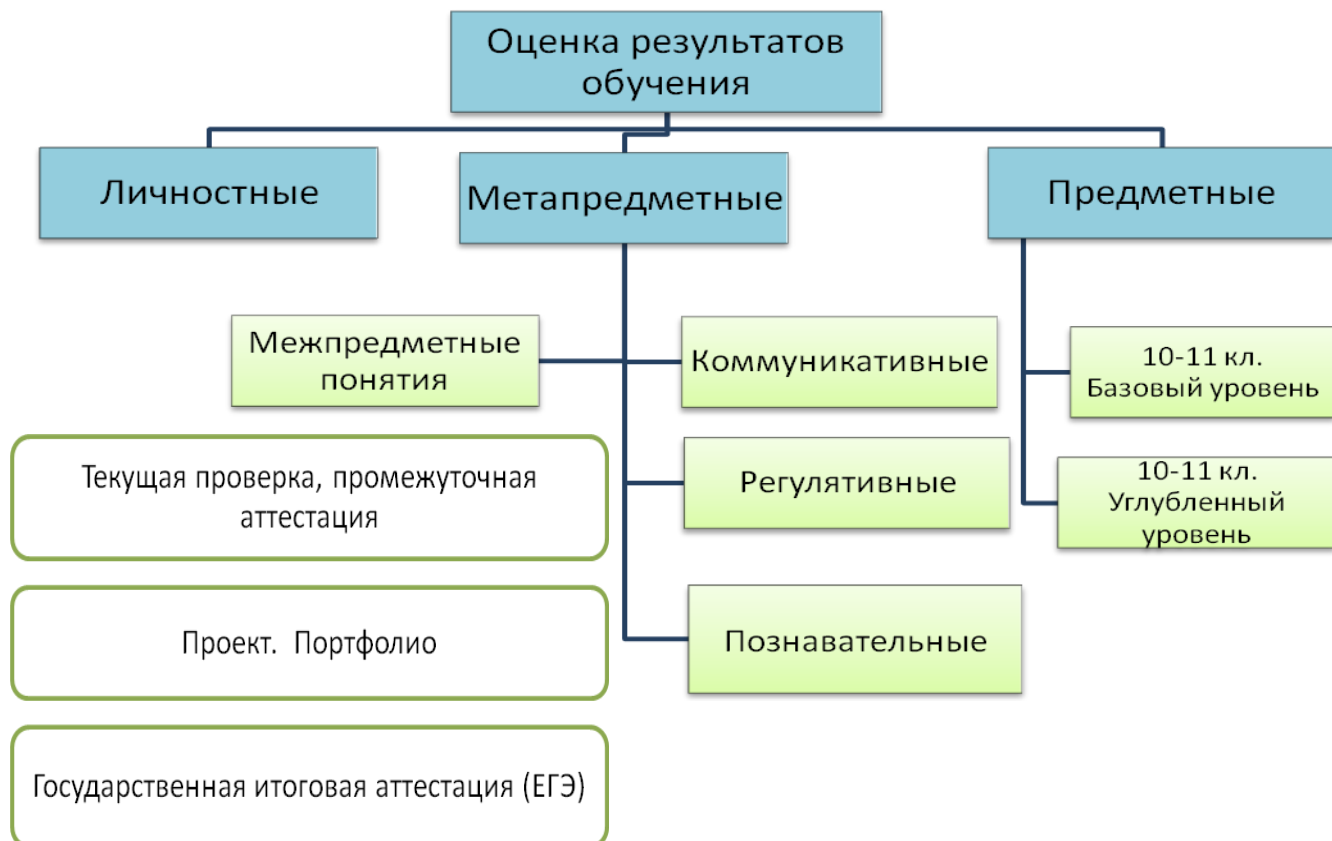 Оценка результатов
обучения
Личностные
Метапредметные
Предметные
Межпредметные
понятия
Коммуникативные
10-11 кл.
Базовый уровень
Текущая проверка, промежуточная
аттестация
Регулятивные
10-11 кл.
Углубленный
уровень
Проект.  Портфолио
Познавательные
Государственная итоговая аттестация (ЕГЭ)